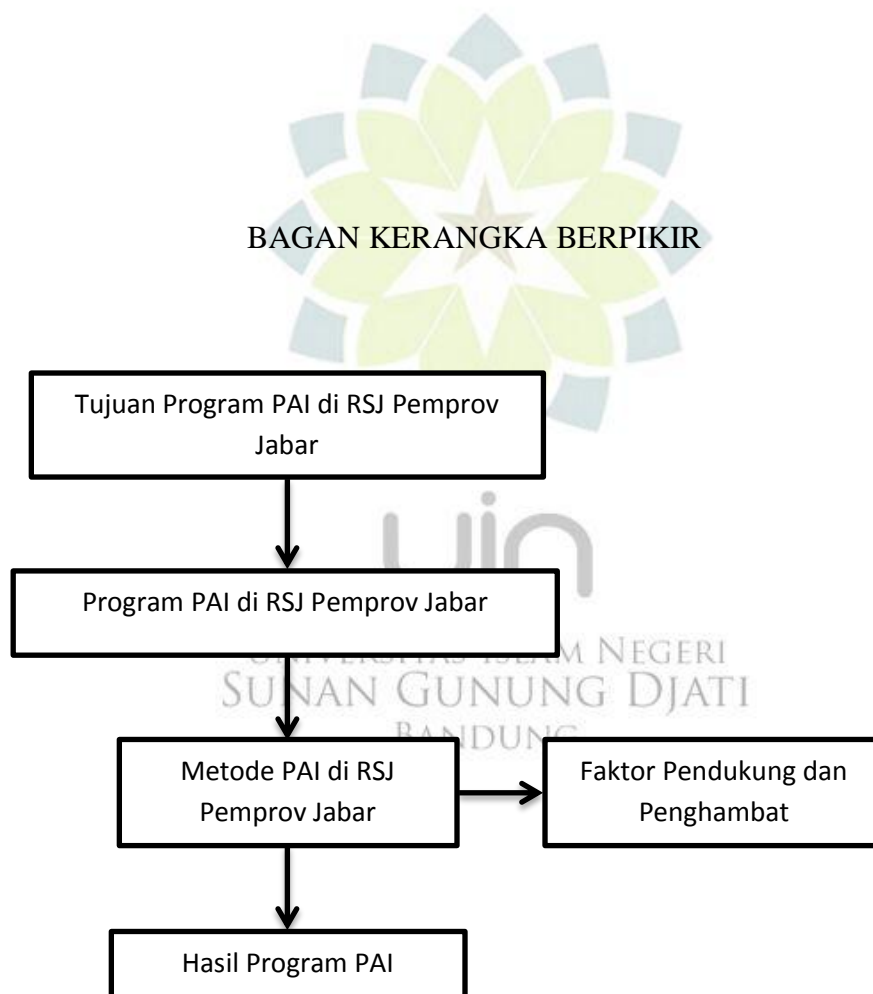 BAGAN KERANGKA BERPIKIR
Tujuan Program PAI di RSJ Pemprov
Jabar
uin
Program PAI di RSJ Pemprov Jabar
UNIVERSITAS ISLAM NEGERI
SUNAN GUNUNG DJATI
BANDUNG
Metode PAI di RSJ
Pemprov Jabar
Faktor Pendukung dan
Penghambat
Hasil Program PAI